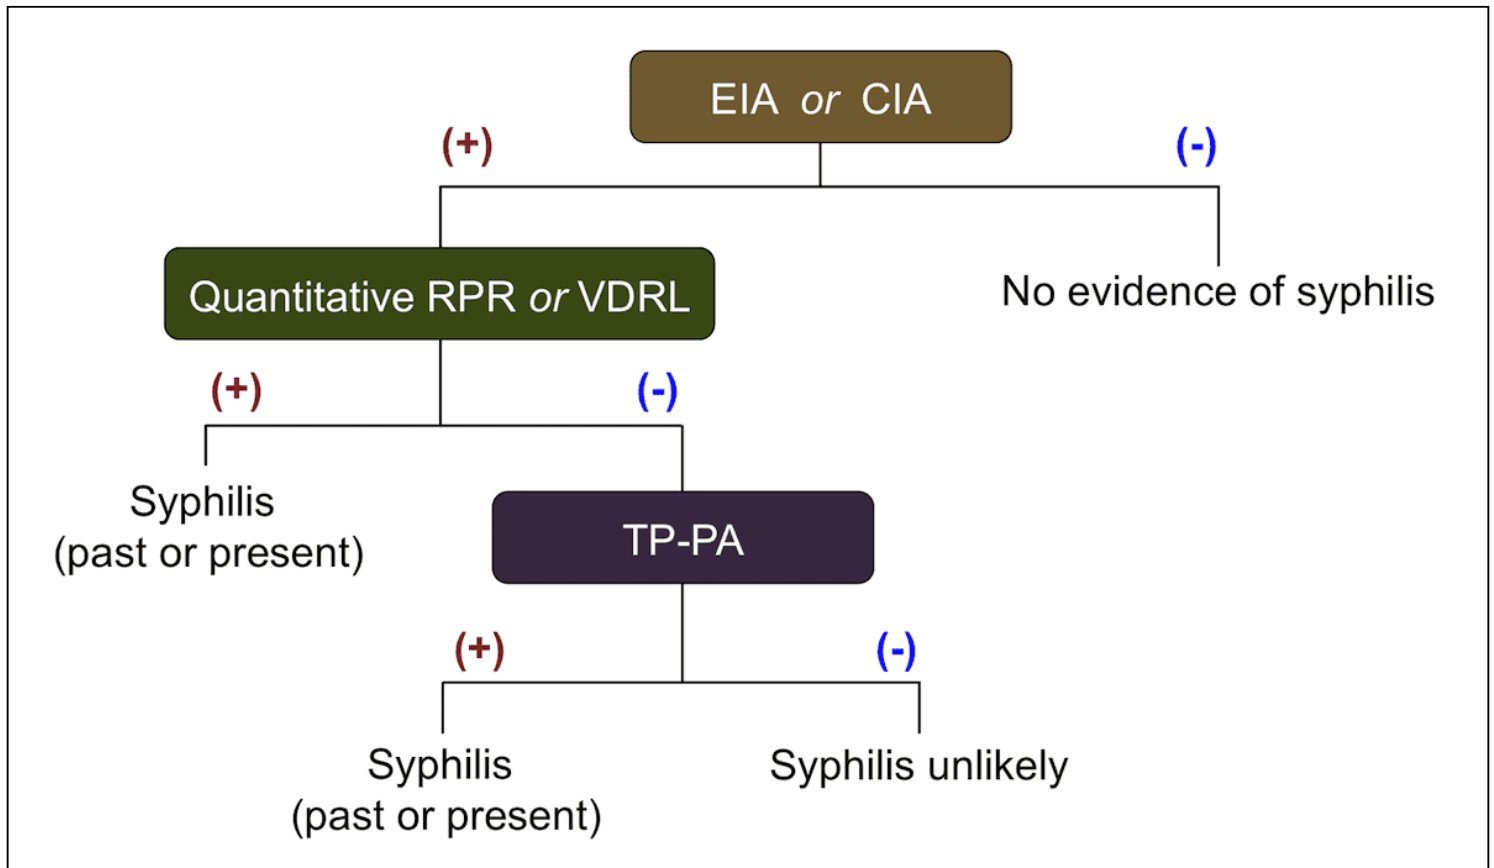 EIA or CIA
(+)
(-)
Quantitative RPR or VDRL
No evidence of syphilis
(+)
(-)
Syphilis
(past or present)
TP-PA
(+)
(-)
Syphilis
(past or present)
Syphilis unlikely